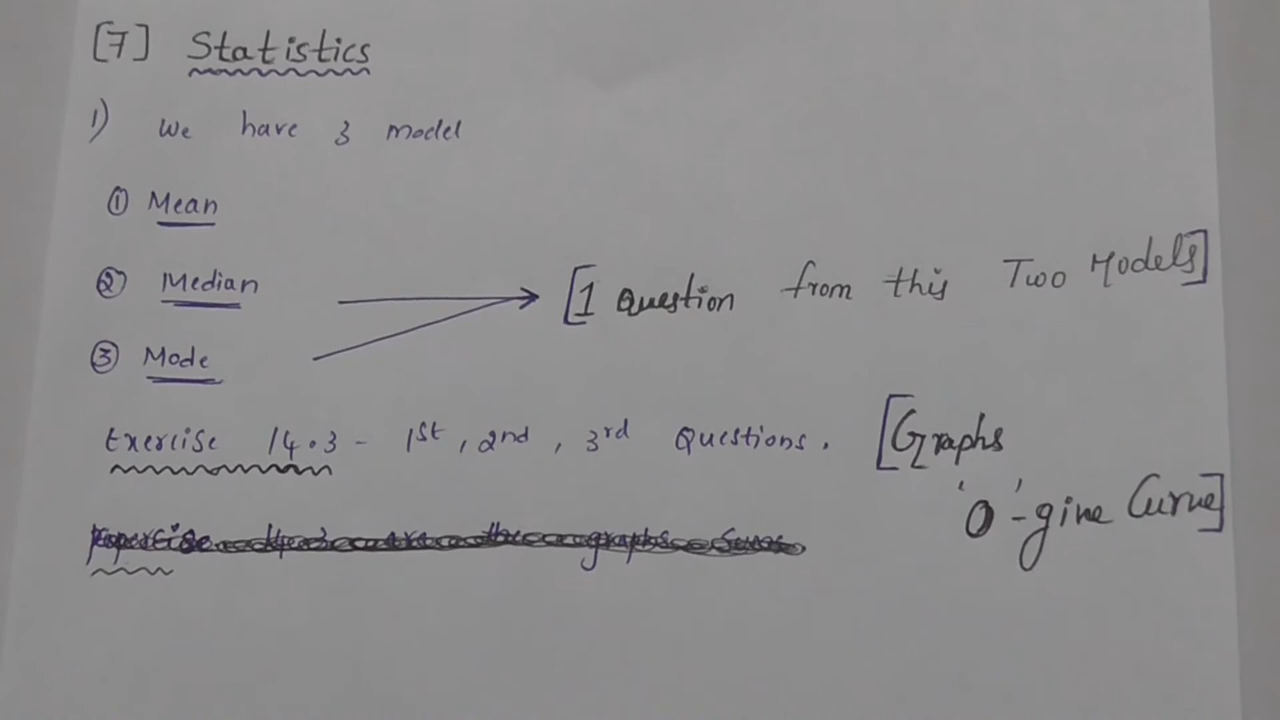 [7] Statistics
1) We have 3 model
① Mean
② Median
[1 Question from this Two Models]
③ Mode
Exercise 14.3 - 1st, 2nd, 3rd Questions.
[Graphs
'O'-give Curve]